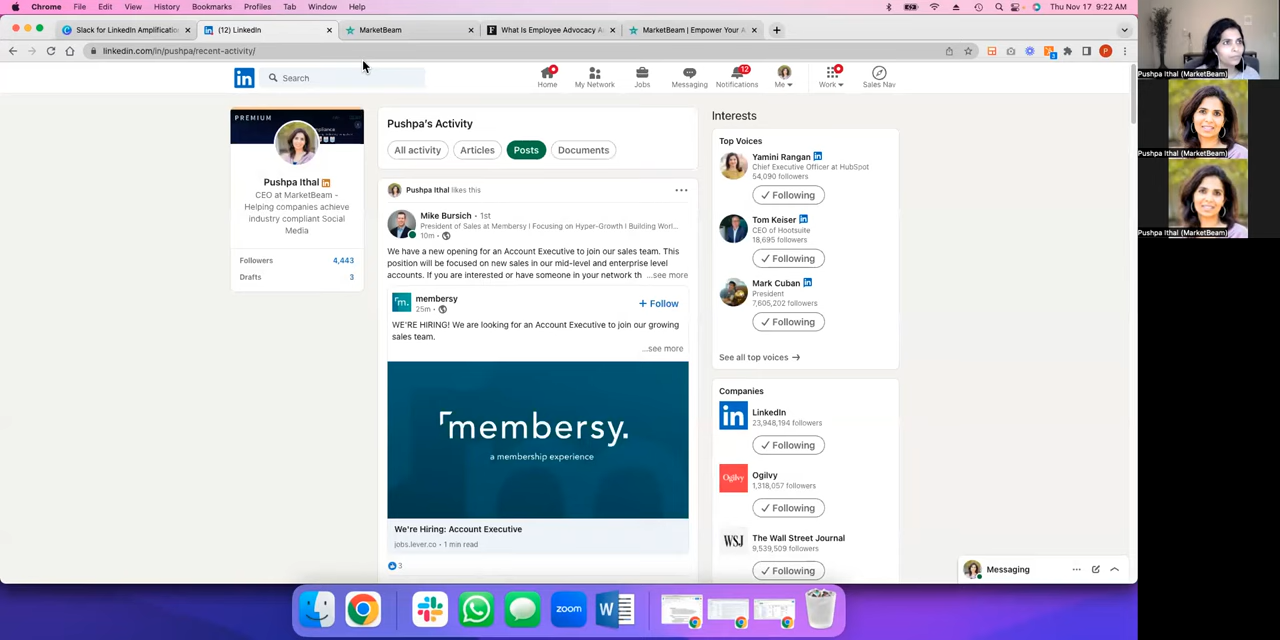 Chrome File Edit View History Bookmarks Profiles Tab Window Help
Thu Nov 17 9:22 AM
Slack for LinkedIn Amplificatio
(12) LinkedIn
MarketBeam
What Is Employee Advocacy A
MarketBeam | Empower Your A
linkedin.com/in/pushpa/recent-activity/
Search
Home
My Network
Jobs
Messaging
12
Notifications
Me
Work
Sales Nav
PREMIUM
Pushpa Ithal
CEO at MarketBeam -
Helping companies achieve
industry compliant Social
Media
Followers 4,443
Drafts 3
Pushpa's Activity
All activity
Articles
Posts
Documents
Pushpa Ithal likes this
Mike Bursich • 1st
President of Sales at Membersy I Focusing on Hyper-Growth I Building Worl...
10m •
We have a new opening for an Account Executive to join our sales team. This
position will be focused on new sales in our mid-level and enterprise level
accounts. If you are interested or have someone in your network th ...see more
m.
membersy
25m •
+ Follow
WE'RE HIRING! We are looking for an Account Executive to join our growing
sales team.
...see more
membersy.
a membership experience
We're Hiring: Account Executive
jobs.lever.co • 1 min read
3
Interests
Top Voices
Yamini Rangan
Chief Executive Officer at HubSpot
54,090 followers
Following
Tom Keiser
CEO of Hootsuite
18,695 followers
Following
Mark Cuban
President
7,605,202 followers
Following
See all top voices
Companies
LinkedIn
23,948,194 followers
Following
Ogilvy
Ogilvy
1,318,057 followers
Following
WSJ
The Wall Street Journal
9,539,509 followers
Following
Messaging
zoom
Pushpa Ithal (MarketBeam)
Pushpa Ithal (MarketBeam)
Pushpa Ithal (MarketBeam)